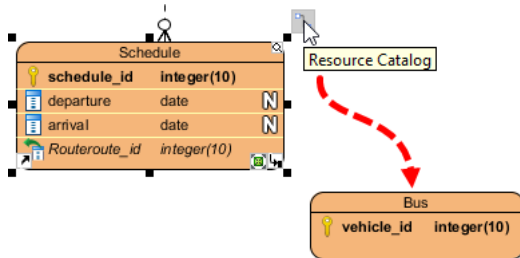 Schedule
schedule_id integer(10)
departure date N
arrival date N
Routeroute_id integer(10)
Resource Catalog
Bus
vehicle_id integer(10)